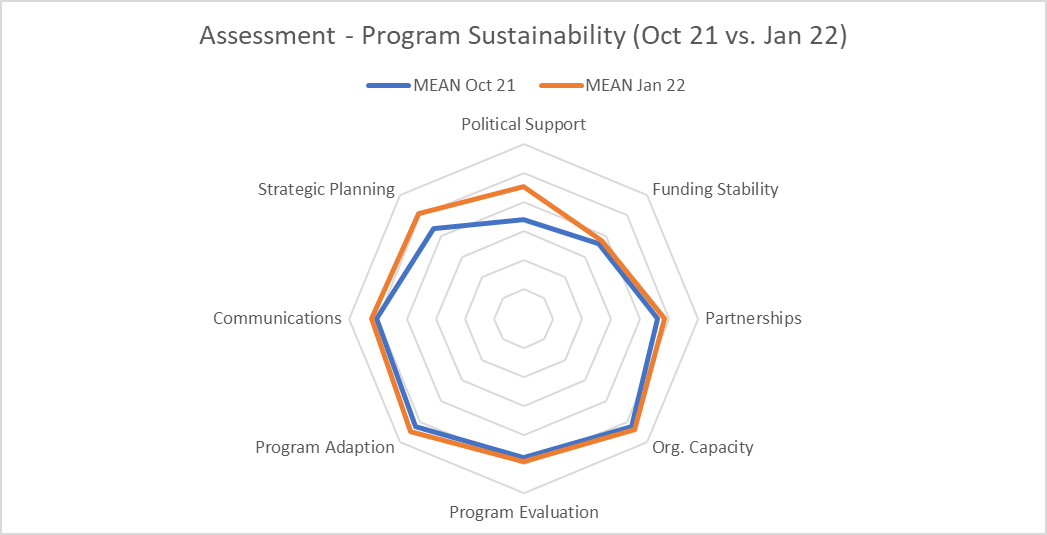 Assessment - Program Sustainability (Oct 21 vs. Jan 22)
MEAN Oct 21
MEAN Jan 22
Political Support
Strategic Planning
Funding Stability
Communications
Partnerships
Program Adaption
Org. Capacity
Program Evaluation